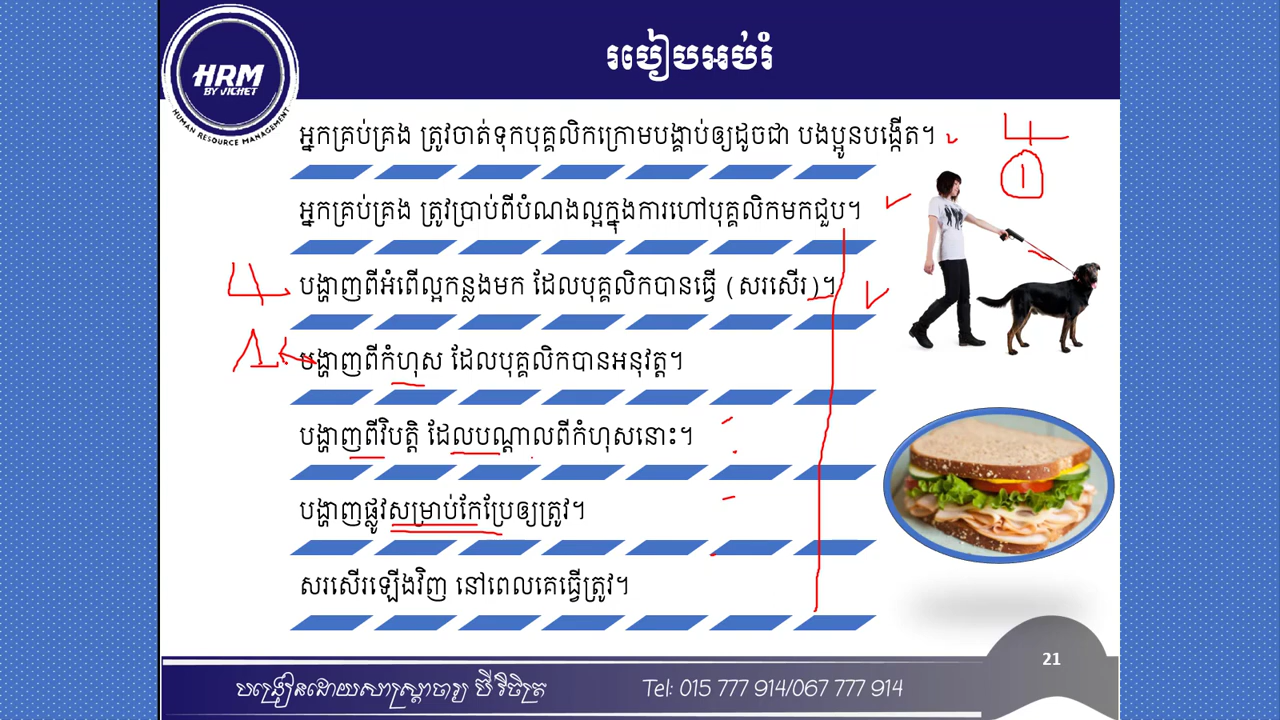 HRM
BY VICHET
HUMAN RESOURCE MANAGEMENT
របៀបអប់រំ
អ្នកគ្រប់គ្រង ត្រូវចាត់ទុកបុគ្គលិកក្រោមបង្គាប់ឲ្យដូចជា បងប្អូនបង្កើត។
4
1
អ្នកគ្រប់គ្រង ត្រូវប្រាប់ពីបំណងល្អក្នុងការហៅបុគ្គលិកមកជួប។
4 បង្ហាញពីអំពើល្អកន្លងមក ដែលបុគ្គលិកបានធ្វើ (សរសើរ)។
1 បង្ហាញពីកំហុស ដែលបុគ្គលិកបានអនុវត្ត។
បង្ហាញពីវិបត្តិ ដែលបណ្តាលពីកំហុសនោះ។
បង្ហាញផ្លូវសម្រាប់កែប្រែឲ្យត្រូវ។
សរសើរឡើងវិញ នៅពេលគេធ្វើត្រូវ។
21
បង្រៀនដោយសាស្ត្រាចារ្យ ជី វិចិត្រ
Tel: 015 777 914/067 777 914